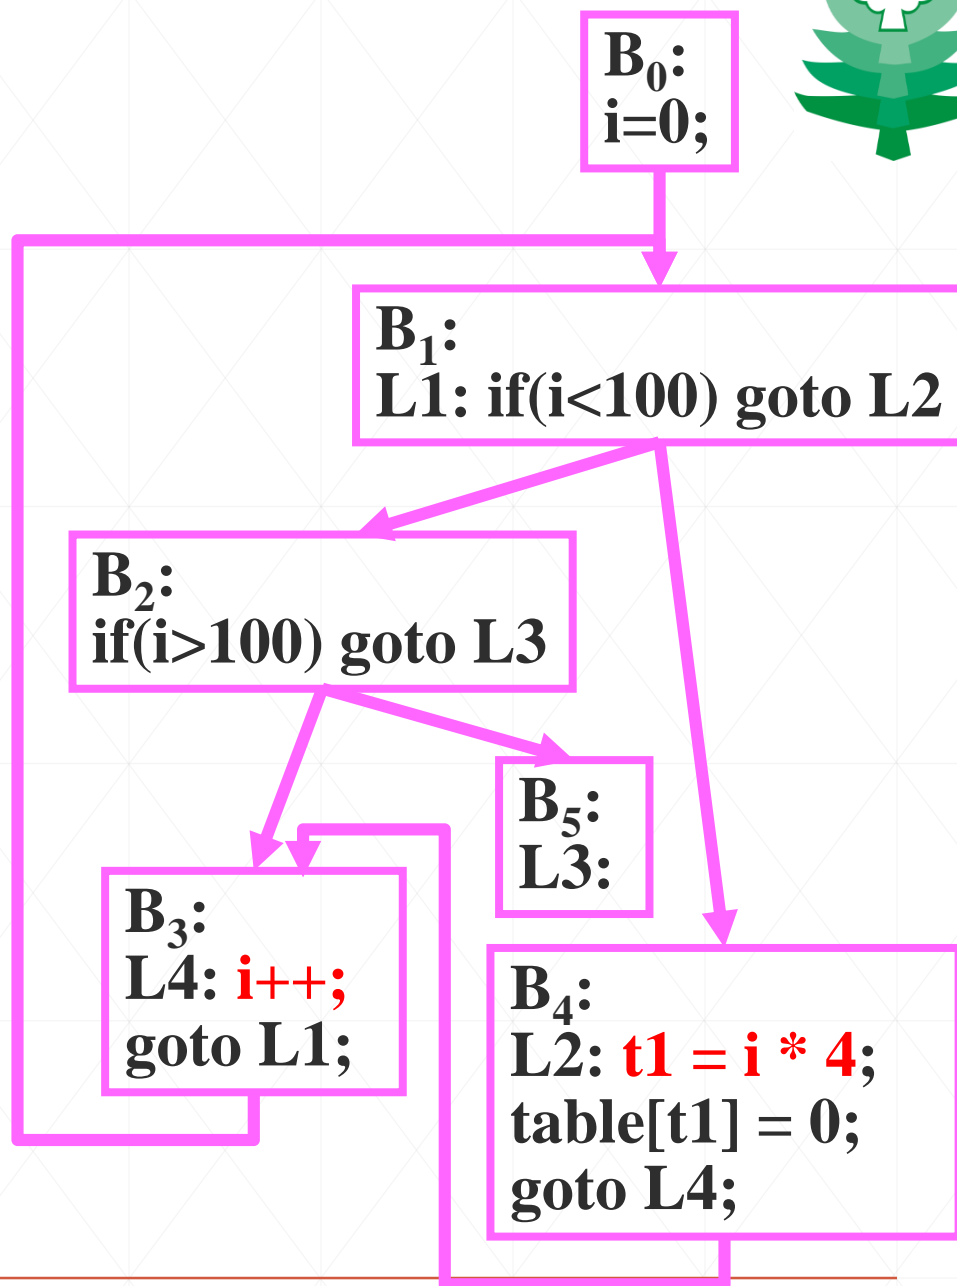 B₀:
i=0;
B₁:
L1: if(i<100) goto L2
B₂:
if(i>100) goto L3
B₅:
L3:
B₃:
L4: i++;
goto L1;
B₄:
L2: t1 = i * 4;
table[t1] = 0;
goto L4;